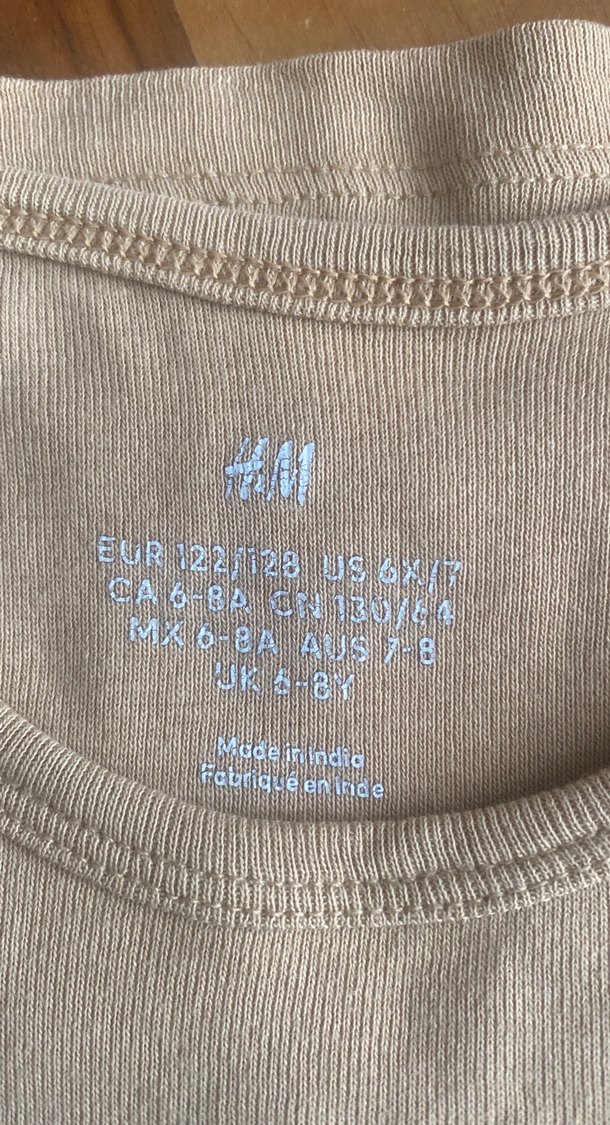 H&M
EUR 122/128 US 6X/7
CA 6-8A CN 130/64
MX 6-8A AUS 7-8
UK 6-8Y
Made in India
Fabriqué en Inde